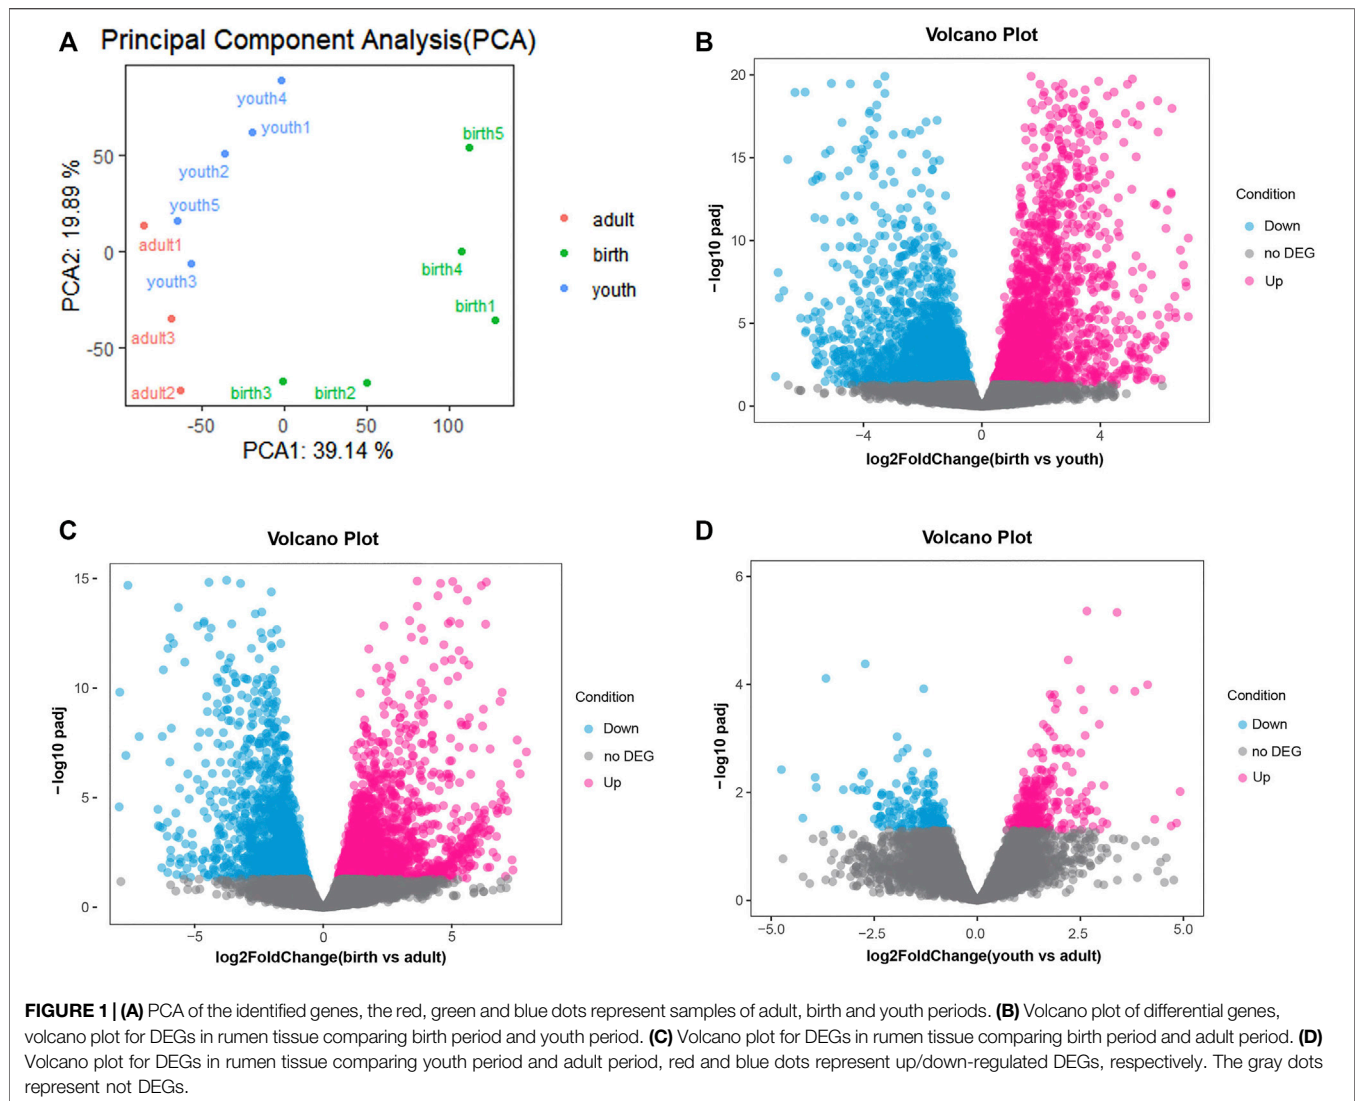 A
Principal Component Analysis(PCA)
youth4
youth1
birth5
youth2
youth5
adult1
birth4
youth3
birth1
adult3
adult2
birth3
birth2
50
0
-50
PCA2: 19.89 %
-50
0
50
100
PCA1: 39.14 %
adult
birth
youth
B
Volcano Plot
20
15
10
5
0
−log10 padj
−4
0
4
log2FoldChange(birth vs youth)
Condition
Down
no DEG
Up
C
Volcano Plot
15
10
5
0
−log10 padj
−5
0
5
log2FoldChange(birth vs adult)
Condition
Down
no DEG
Up
D
Volcano Plot
6
4
2
0
−log10 padj
−5.0
−2.5
0.0
2.5
5.0
log2FoldChange(youth vs adult)
Condition
Down
no DEG
Up
FIGURE 1 | (A) PCA of the identified genes, the red, green and blue dots represent samples of adult, birth and youth periods. (B) Volcano plot of differential genes,
volcano plot for DEGs in rumen tissue comparing birth period and youth period. (C) Volcano plot for DEGs in rumen tissue comparing birth period and adult period. (D)
Volcano plot for DEGs in rumen tissue comparing youth period and adult period, red and blue dots represent up/down-regulated DEGs, respectively. The gray dots
represent not DEGs.